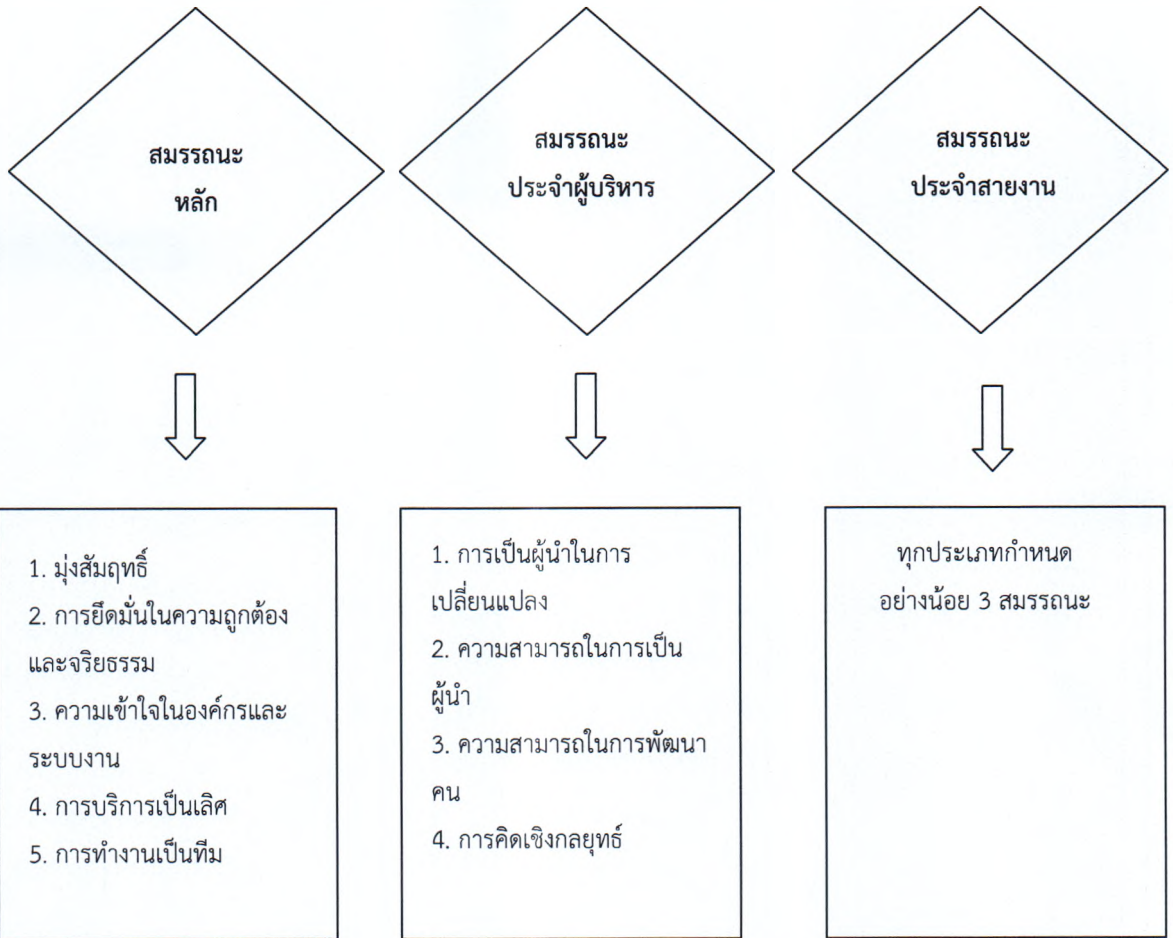 สมรรถนะ
หลัก
สมรรถนะ
ประจำผู้บริหาร
สมรรถนะ
ประจำสายงาน
1. มุ่งสัมฤทธิ์
2. การยึดมั่นในความถูกต้อง
และจริยธรรม
3. ความเข้าใจในองค์กรและ
ระบบงาน
4. การบริการเป็นเลิศ
5. การทำงานเป็นทีม
1. การเป็นผู้นำในการ
เปลี่ยนแปลง
2. ความสามารถในการเป็น
ผู้นำ
3. ความสามารถในการพัฒนา
คน
4. การคิดเชิงกลยุทธ์
ทุกประเภทกำหนด
อย่างน้อย 3 สมรรถนะ